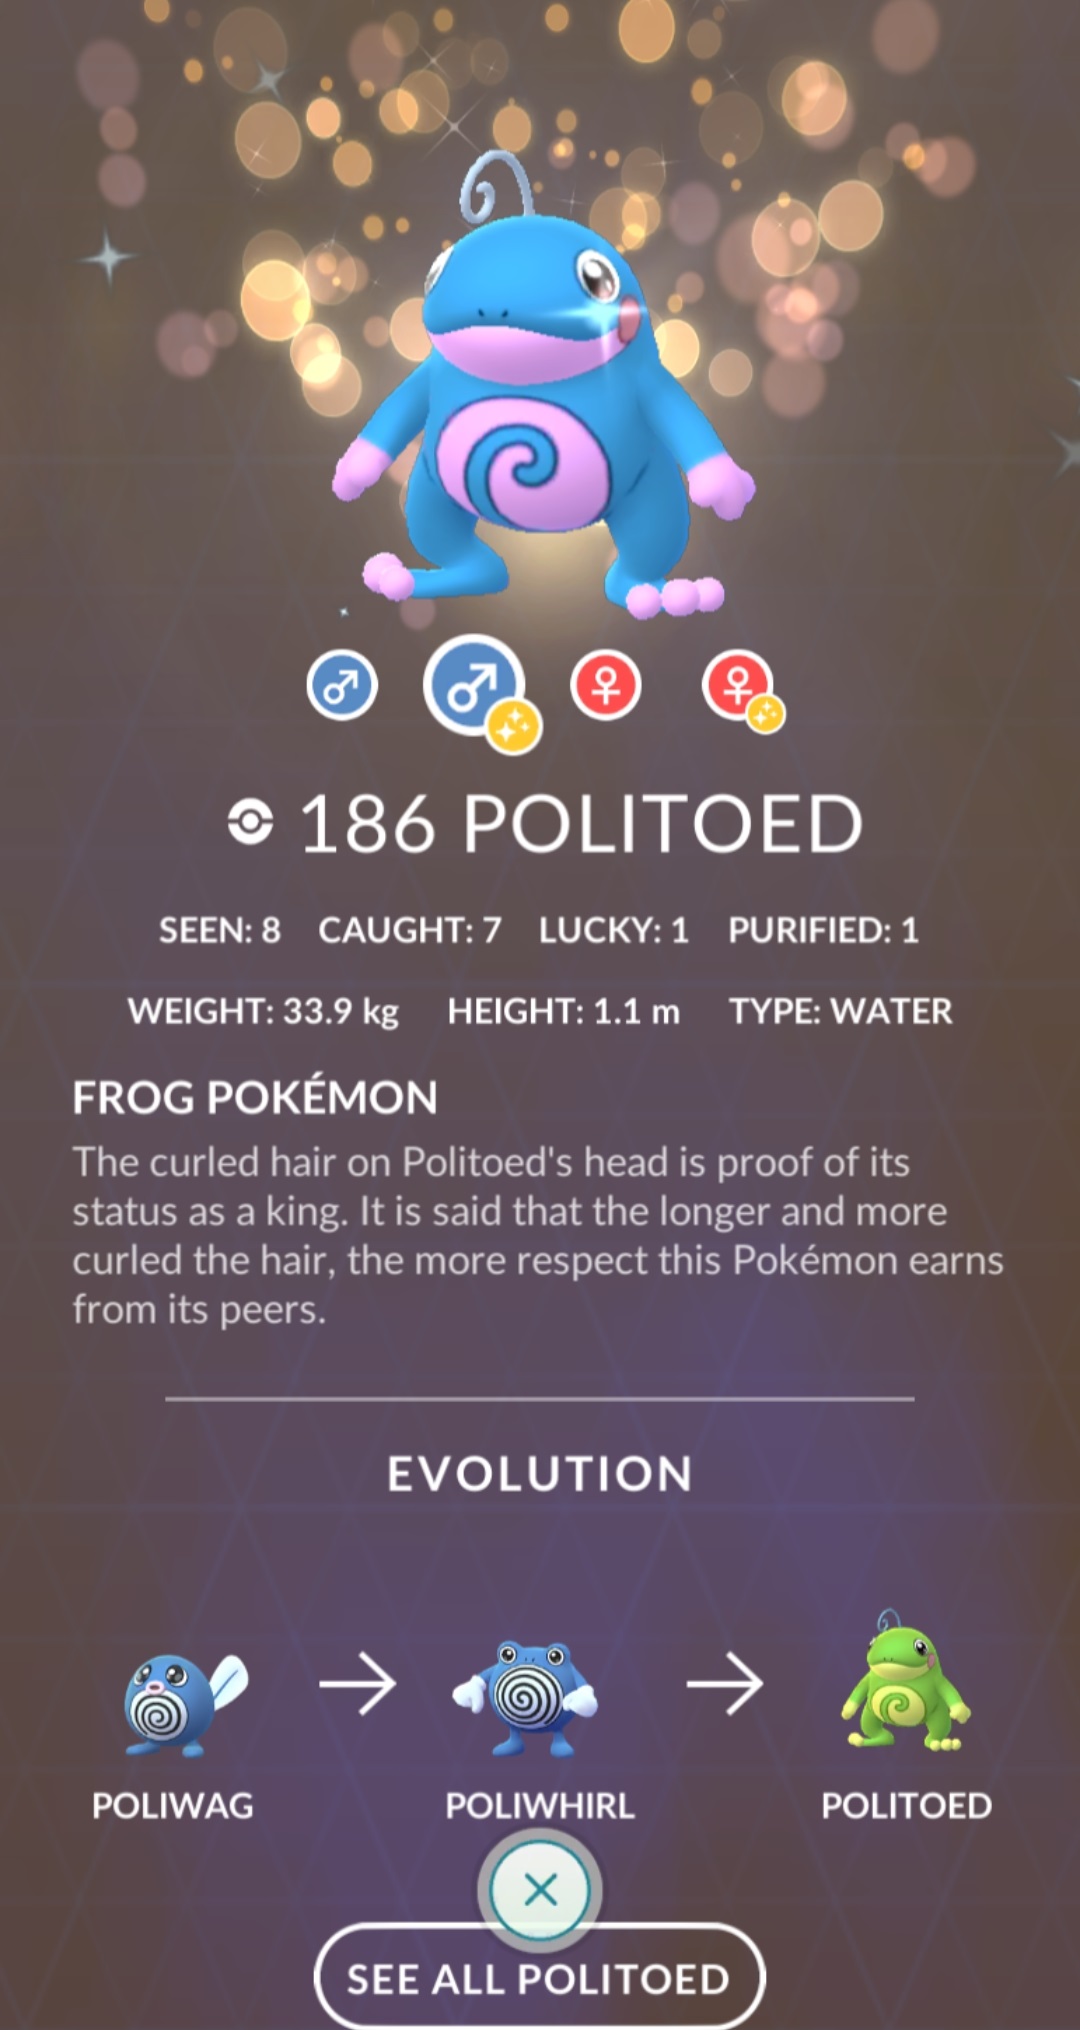 186 POLITOED
SEEN: 8 CAUGHT: 7 LUCKY: 1 PURIFIED: 1
WEIGHT: 33.9 kg HEIGHT: 1.1 m TYPE: WATER
FROG POKÉMON
The curled hair on Politoed's head is proof of its
status as a king. It is said that the longer and more
curled the hair, the more respect this Pokémon earns
from its peers.
EVOLUTION
POLIWAG POLIWHIRL POLITOED
SEE ALL POLITOED